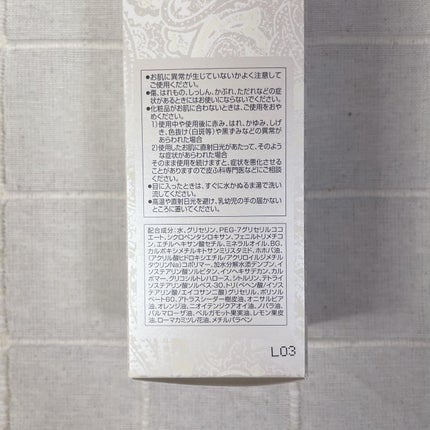 ●お肌に異常が生じていないかよく注意して
ご使用ください。
●傷、はれもの、しっしん、かぶれ、ただれなどの症
状があるときにはお使いにならないでください。
●化粧品がお肌に合わないときは、ご使用をおや
めください。
1)使用中や使用後に赤み、はれ、かゆみ、しげ
き、色抜け(白斑等)や黒ずみなどの異常が
あらわれた場合
2)使用したお肌に直射日光があたって、そのよう
な症状があらわれた場合
そのまま使用を続けますと、症状を悪化させるこ
とがありますので皮ふ科専門医などにご相談
ください。
●目に入ったときは、すぐに水かぬるま湯で洗い
流してください。
●高温や直射日光を避け、乳幼児の手の届かない
ところに置いてください。
配合成分:水、グリセリン、PEG-7グリセリルココ
エート、シクロペンタシロキサン、フェニルトリメチコ
ン、エチルヘキサン酸セチル、ミネラルオイル、BG、
カルボキシメチルキトサンミリスタミド、ホホバ油、
(アクリル酸ヒドロキシエチル/アクリロイルジメチル
タウリンNa)コポリマー、加水分解水添デンプン、イ
ソステアリン酸ソルビタン、イソヘキサデカン、カル
ボマー、グリコシルトレハロース、シトルリン、テトライ
ソステアリン酸ソルベス-30、トリ(ベヘン酸/イソス
テアリン酸/エイコサン二酸)グリセリル、ポリソル
ベート60、アトラスシーダー樹皮油、オニサルビア
油、オレンジ油、ニオイテンジクアオイ油、ノバラ油、
パルマローザ油、ベルガモット果実油、レモン果皮
油、ローマカミツレ花油、メチルパラベン
L03